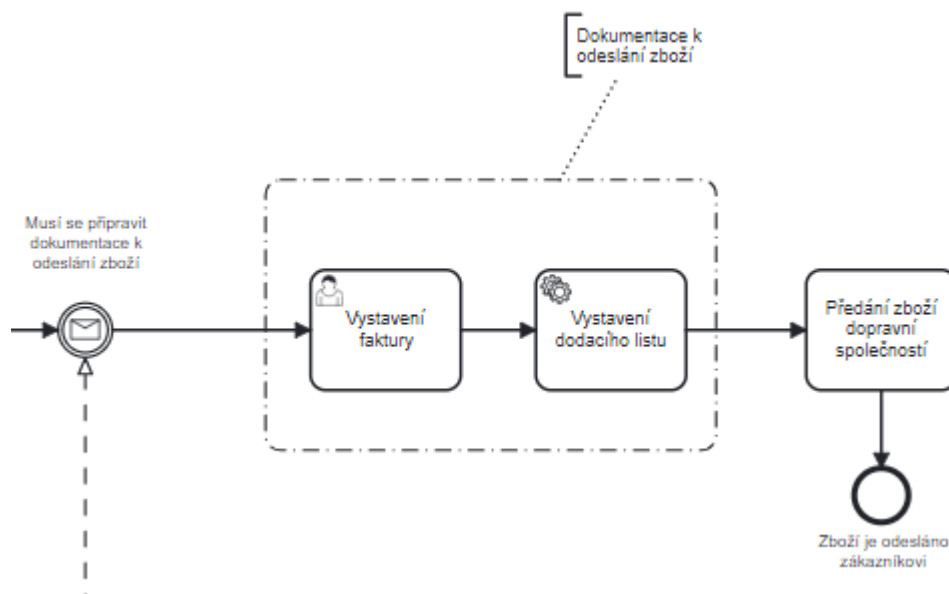 Dokumentace k
odeslání zboží
Musí se připravit
dokumentace k
odeslání zboží
Vystavení
faktury
Vystavení
dodacího listu
Předání zboží
dopravní
společností
Zboží je odesláno
zákazníkovi